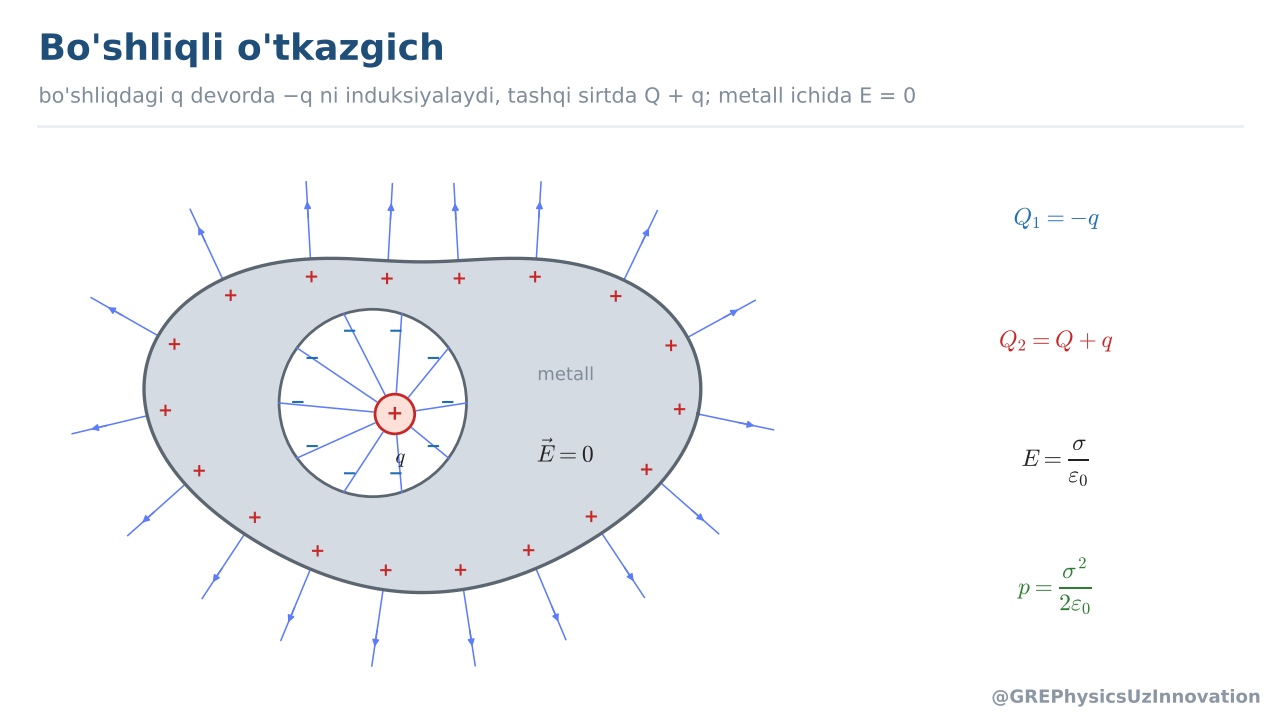 Bo'shliqli o'tkazgich
bo'shliqdagi q devorda −q ni induksiyalaydi, tashqi sirtda Q + q; metall ichida E = 0
Q₁ = −q
Q₂ = Q + q
metall
E⃗ = 0
q
E = σ/ε₀
p = σ²/2ε₀
@GREPhysicsUzInnovation